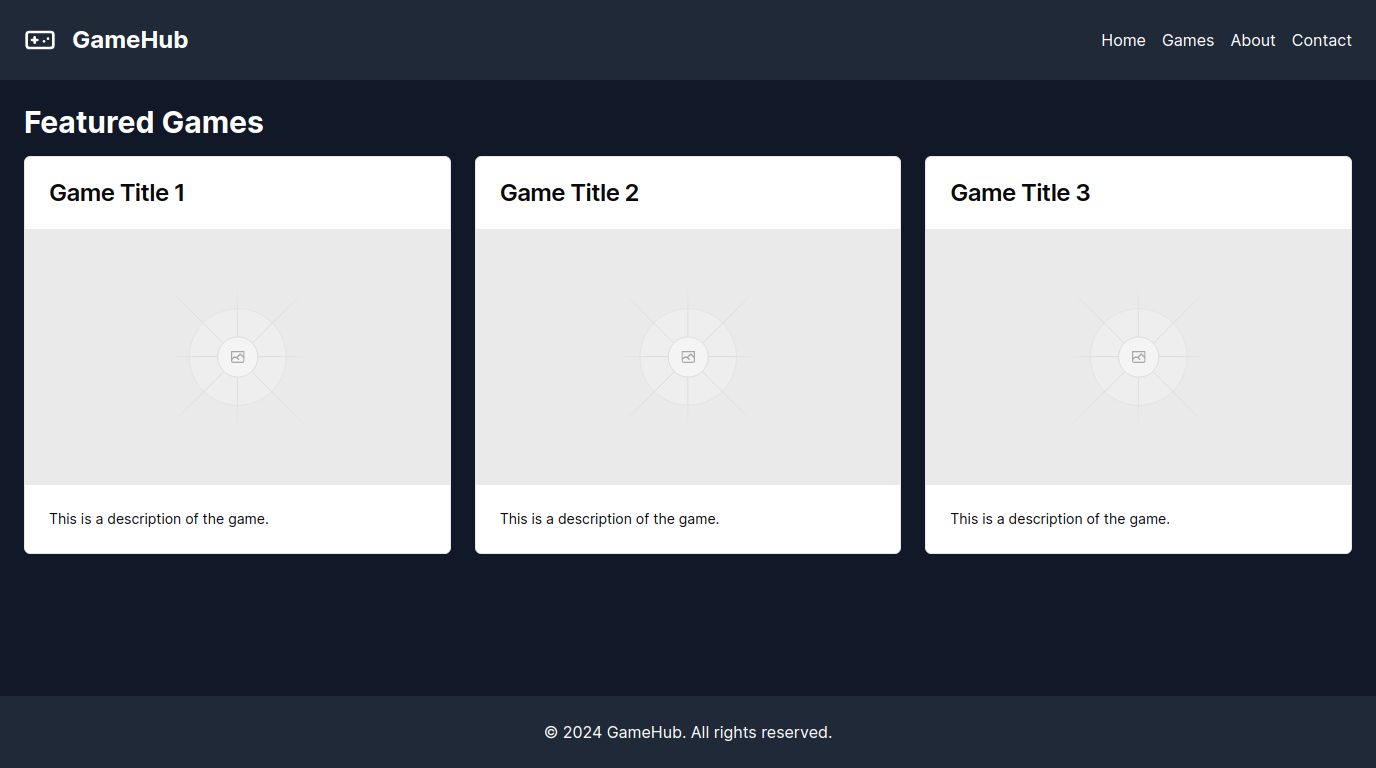 GameHub
Home Games About Contact
Featured Games
Game Title 1
This is a description of the game.
Game Title 2
This is a description of the game.
Game Title 3
This is a description of the game.
© 2024 GameHub. All rights reserved.